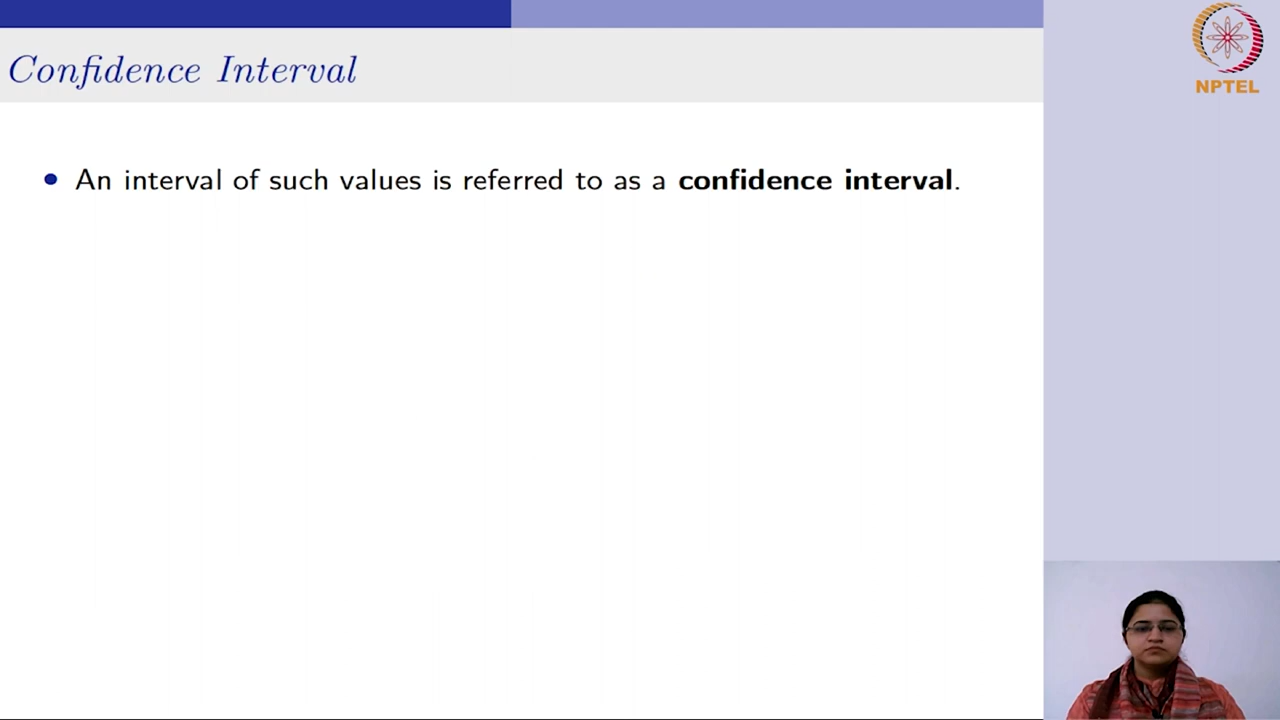 Confidence Interval
NPTEL
• An interval of such values is referred to as a confidence interval.